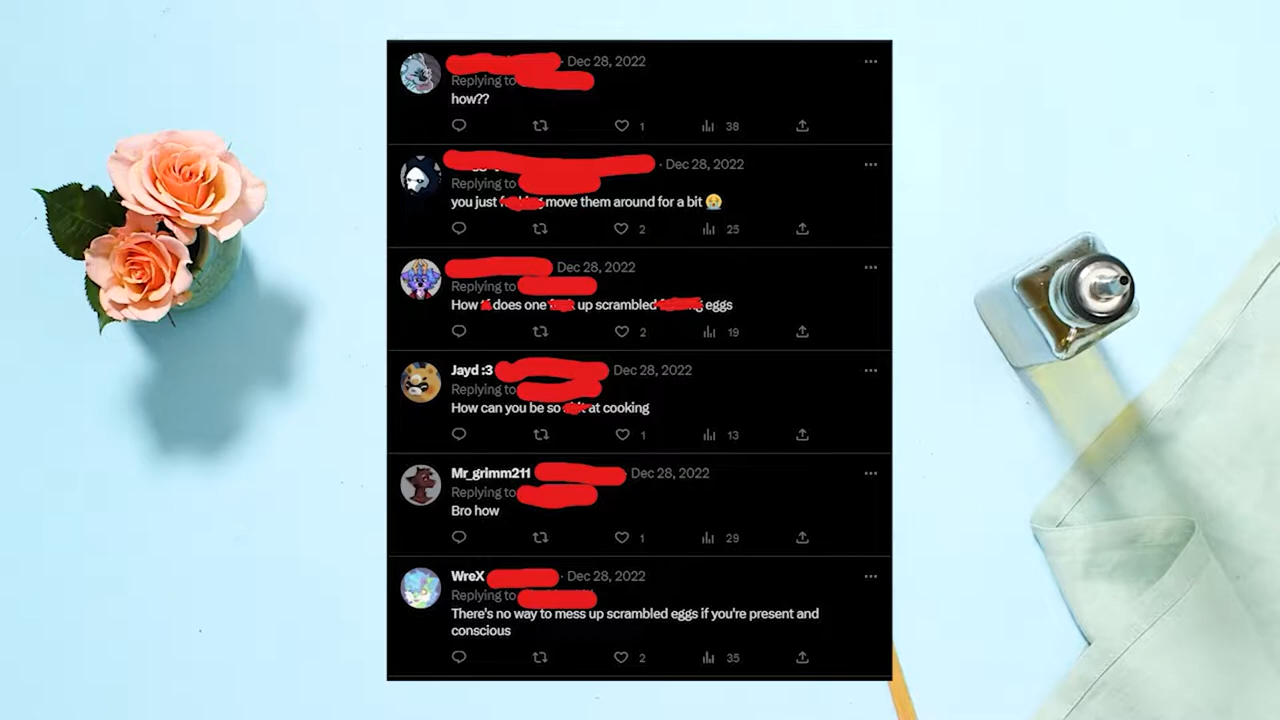 Dec 28, 2022
Replying to
how??
1
38
Dec 28, 2022
Replying to
you just move them around for a bit 😭
2
25
Dec 28, 2022
Replying to
How does one up scrambled eggs
2
19
Jayd :3 Dec 28, 2022
Replying to
How can you be so at cooking
1
13
Mr_grimm211 Dec 28, 2022
Replying to
Bro how
1
29
WreX · Dec 28, 2022
Replying to
There's no way to mess up scrambled eggs if you're present and
conscious
2
35